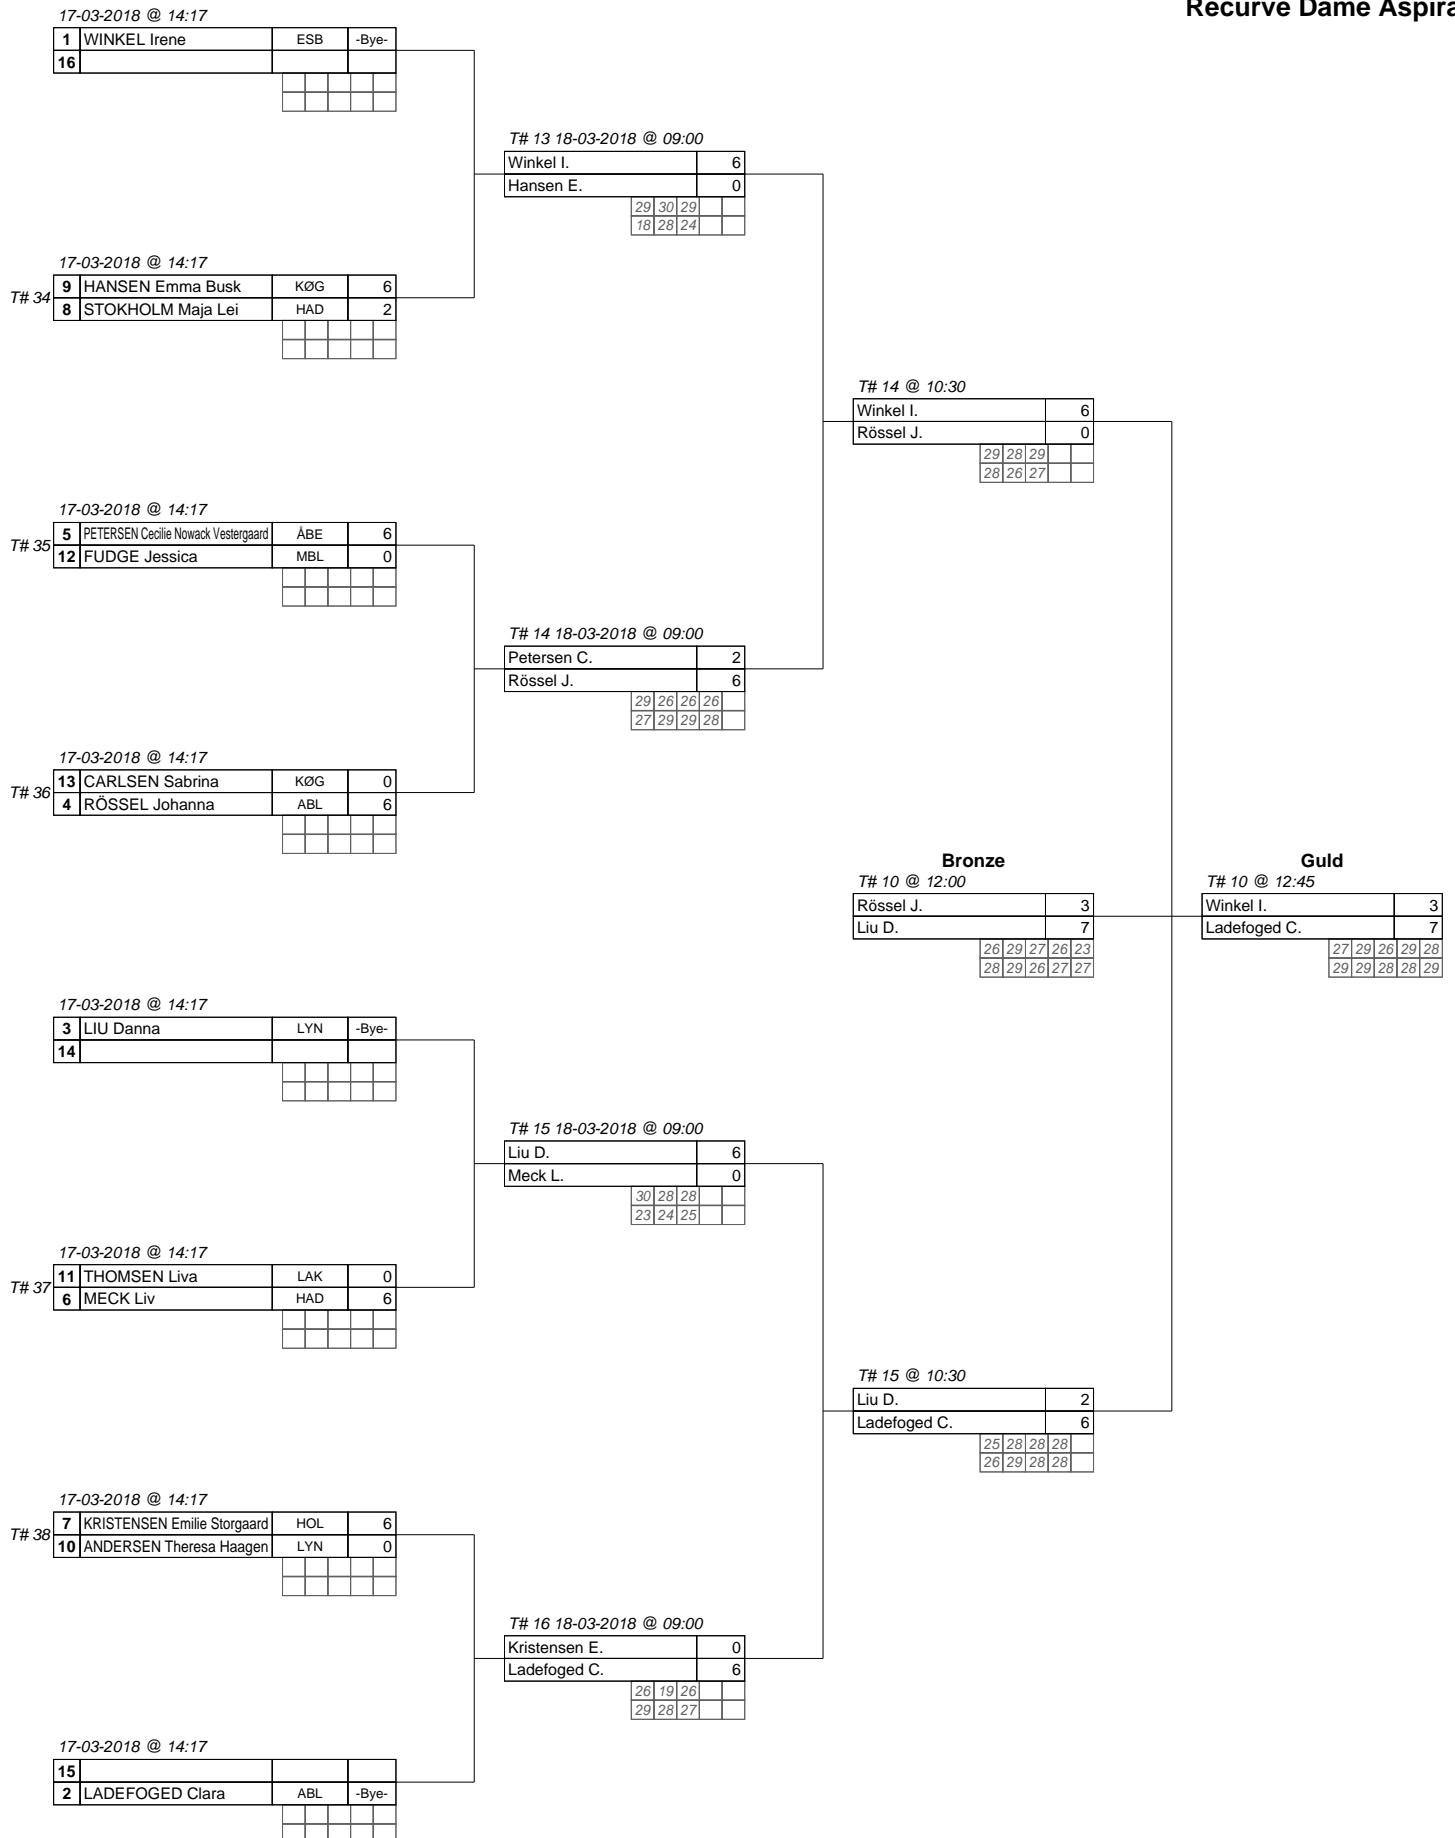 Recurve Dame Aspira
17-03-2018 @ 14:17
1 WINKEL Irene ESB -Bye-
16
T# 13 18-03-2018 @ 09:00
Winkel I. 6
Hansen E. 0
29 30 29
18 28 24
17-03-2018 @ 14:17
T# 34
9 HANSEN Emma Busk KØG 6
8 STOKHOLM Maja Lei HAD 2
T# 14 @ 10:30
Winkel I. 6
Rössel J. 0
29 28 29
28 26 27
17-03-2018 @ 14:17
T# 35
5 PETERSEN Cecilie Nowack Vestergaard ÅBE 6
12 FUDGE Jessica MBL 0
T# 14 18-03-2018 @ 09:00
Petersen C. 2
Rössel J. 6
29 26 26 26
27 29 29 28
17-03-2018 @ 14:17
T# 36
13 CARLSEN Sabrina KØG 0
4 RÖSSEL Johanna ABL 6
Bronze
T# 10 @ 12:00
Rössel J. 3
Liu D. 7
26 29 27 26 23
28 29 26 27 27
Guld
T# 10 @ 12:45
Winkel I. 3
Ladefoged C. 7
27 29 26 29 28
29 29 28 28 29
17-03-2018 @ 14:17
3 LIU Danna LYN -Bye-
14
T# 15 18-03-2018 @ 09:00
Liu D. 6
Meck L. 0
30 28 28
23 24 25
17-03-2018 @ 14:17
T# 37
11 THOMSEN Liva LAK 0
6 MECK Liv HAD 6
T# 15 @ 10:30
Liu D. 2
Ladefoged C. 6
25 28 28 28
26 29 28 28
17-03-2018 @ 14:17
T# 38
7 KRISTENSEN Emilie Storgaard HOL 6
10 ANDERSEN Theresa Haagen LYN 0
T# 16 18-03-2018 @ 09:00
Kristensen E. 0
Ladefoged C. 6
26 19 26
29 28 27
17-03-2018 @ 14:17
15
2 LADEFOGED Clara ABL -Bye-